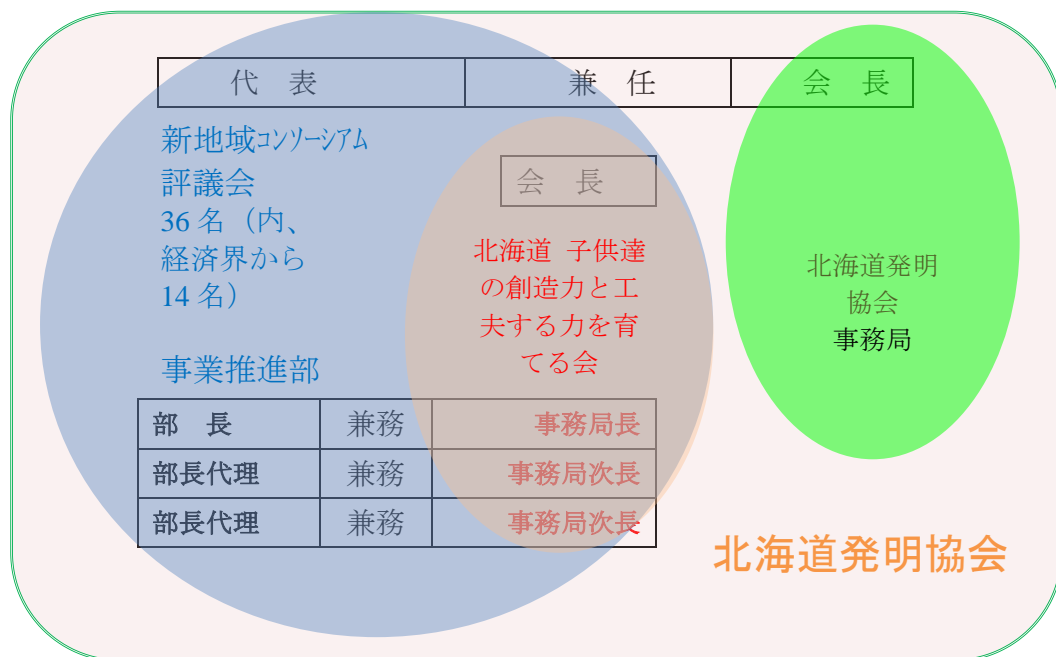 代　表　兼　任　会　長
新地域コンソーシアム
評議会
36 名（内、
経済界から
14 名）
会　長
北海道 子供達
の創造力と工
夫する力を育
てる会
北海道発明
協会
事務局
事業推進部
部　長　兼務　事務局長
部長代理　兼務　事務局次長
部長代理　兼務　事務局次長
北海道発明協会